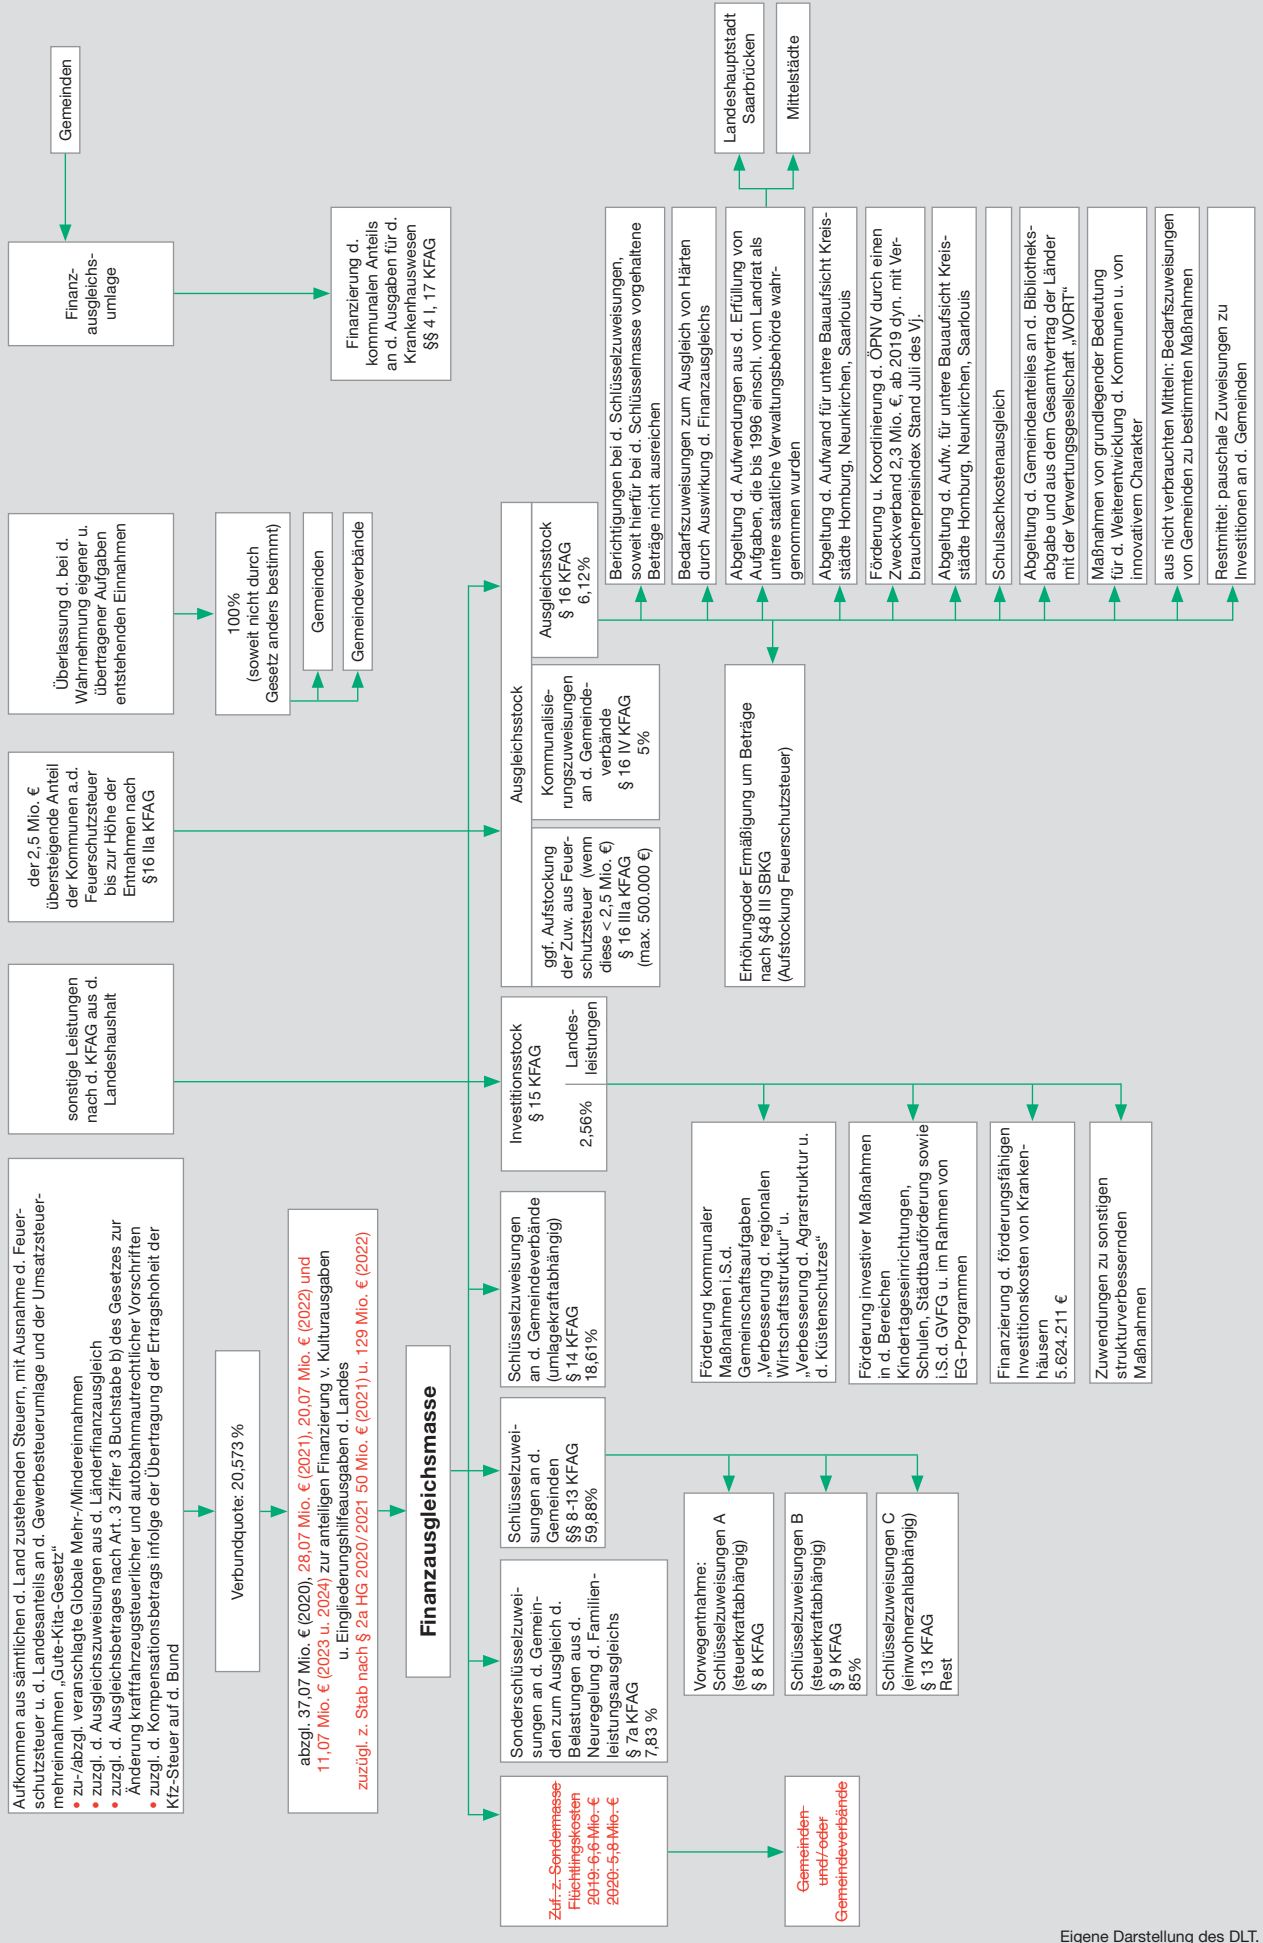 Aufkommen aus sämtlichen d. Land zustehenden Steuern, mit Ausnahme d. Feuer-
schutzsteuer u. d. Landesanteils an d. Gewerbesteuerumlage und der Umsatzsteuer-
mehreinnahmen „Gute-Kita-Gesetz“
• zu-/abzgl. veranschlagte Globale Mehr-/Mindereinnahmen
• zuzgl. d. Ausgleichszuweisungen aus d. Länderfinanzausgleich
• zuzgl. d. Ausgleichsbetrages nach Art. 3 Ziffer 3 Buchstabe b) des Gesetzes zur
Änderung kraftfahrzeugsteuerlicher und autobahnmautrechtlicher Vorschriften
• zuzgl. d. Kompensationsbetrags infolge der Übertragung der Ertragshoheit der
Kfz-Steuer auf d. Bund
sonstige Leistungen
nach d. KFAG aus d.
Landeshaushalt
der 2,5 Mio. €
übersteigende Anteil
der Kommunen a.d.
Feuerschutzsteuer
bis zur Höhe der
Entnahmen nach
§16 IIa KFAG
Überlassung d. bei d.
Wahrnehmung eigener u.
übertragener Aufgaben
entstehenden Einnahmen
Finanz-
ausgleichs-
umlage
Gemeinden
Verbundquote: 20,573 %
100%
(soweit nicht durch
Gesetz anders bestimmt)
Gemeinden
Gemeindeverbände
Finanzierung d.
kommunalen Anteils
an d. Ausgaben für d.
Krankenhauswesen
§§ 4 I, 17 KFAG
abzgl. 37,07 Mio. € (2020), 28,07 Mio. € (2021), 20,07 Mio. € (2022) und
11,07 Mio. € (2023 u. 2024) zur anteiligen Finanzierung v. Kulturausgaben
u. Eingliederungshilfeausgaben d. Landes
zuzügl. z. Stab nach § 2a HG 2020/2021 50 Mio. € (2021) u. 129 Mio. € (2022)
Finanzausgleichsmasse
Zuf. z. Sondermasse
Flüchtlingskosten
2019: 6,6 Mio. €
2020: 5,8 Mio. €
Gemeinden
und/oder
Gemeindeverbände
Sonderschlüsselzuwei-
sungen an d. Gemein-
den zum Ausgleich d.
Belastungen aus d.
Neuregelung d. Familien-
leistungsausgleichs
§ 7a KFAG
7,83 %
Schlüsselzuwei-
sungen an d.
Gemeinden
§§ 8-13 KFAG
59,88%
Vorwegentnahme:
Schlüsselzuweisungen A
(steuerkraftabhängig)
§ 8 KFAG
Schlüsselzuweisungen B
(steuerkraftabhängig)
§ 9 KFAG
85%
Schlüsselzuweisungen C
(einwohnerzahlabhängig)
§ 13 KFAG
Rest
Schlüsselzuweisungen
an d. Gemeindeverbände
(umlagekraftabhängig)
§ 14 KFAG
18,61%
Investitionsstock
§ 15 KFAG
2,56%
Landes-
leistungen
Förderung kommunaler
Maßnahmen i.S.d.
Gemeinschaftsaufgaben
„Verbesserung d. regionalen
Wirtschaftsstruktur“ u.
„Verbesserung d. Agrarstruktur u.
d. Küstenschutzes“
Förderung investiver Maßnahmen
in d. Bereichen
Kindertageseinrichtungen,
Schulen, Städtbauförderung sowie
i.S.d. GVFG u. im Rahmen von
EG-Programmen
Finanzierung d. förderungsfähigen
Investitionskosten von Kranken-
häusern
5.624.211 €
Zuwendungen zu sonstigen
strukturverbessernden
Maßnahmen
Ausgleichsstock
ggf. Aufstockung
der Zuw. aus Feuer-
schutzsteuer (wenn
diese < 2,5 Mio. €)
§ 16 IIIa KFAG
(max. 500.000 €)
Kommunalisie-
rungszuweisungen
an d. Gemeinde-
verbände
§ 16 IV KFAG
5%
Ausgleichsstock
§ 16 KFAG
6,12%
Erhöhungoder Ermäßigung um Beträge
nach §48 III SBKG
(Aufstockung Feuerschutzsteuer)
Berichtigungen bei d. Schlüsselzuweisungen,
soweit hierfür bei d. Schlüsselmasse vorgehaltene
Beträge nicht ausreichen
Bedarfszuweisungen zum Ausgleich von Härten
durch Auswirkung d. Finanzausgleichs
Abgeltung d. Aufwendungen aus d. Erfüllung von
Aufgaben, die bis 1996 einschl. vom Landrat als
untere staatliche Verwaltungsbehörde wahr-
genommen wurden
Landeshauptstadt
Saarbrücken
Mittelstädte
Abgeltung d. Aufwand für untere Bauaufsicht Kreis-
städte Homburg, Neunkirchen, Saarlouis
Förderung u. Koordinierung d. ÖPNV durch einen
Zweckverband 2,3 Mio. €, ab 2019 dyn. mit Ver-
braucherpreisindex Stand Juli des Vj.
Abgeltung d. Aufw. für untere Bauaufsicht Kreis-
städte Homburg, Neunkirchen, Saarlouis
Schulsachkostenausgleich
Abgeltung d. Gemeindeanteiles an d. Bibliotheks-
abgabe und aus dem Gesamtvertrag der Länder
mit der Verwertungsgesellschaft „WORT“
Maßnahmen von grundlegender Bedeutung
für d. Weiterentwicklung d. Kommunen u. von
innovativem Charakter
aus nicht verbrauchten Mitteln: Bedarfszuweisungen
von Gemeinden zu bestimmten Maßnahmen
Restmittel: pauschale Zuweisungen zu
Investitionen an d. Gemeinden
Eigene Darstellung des DLT.